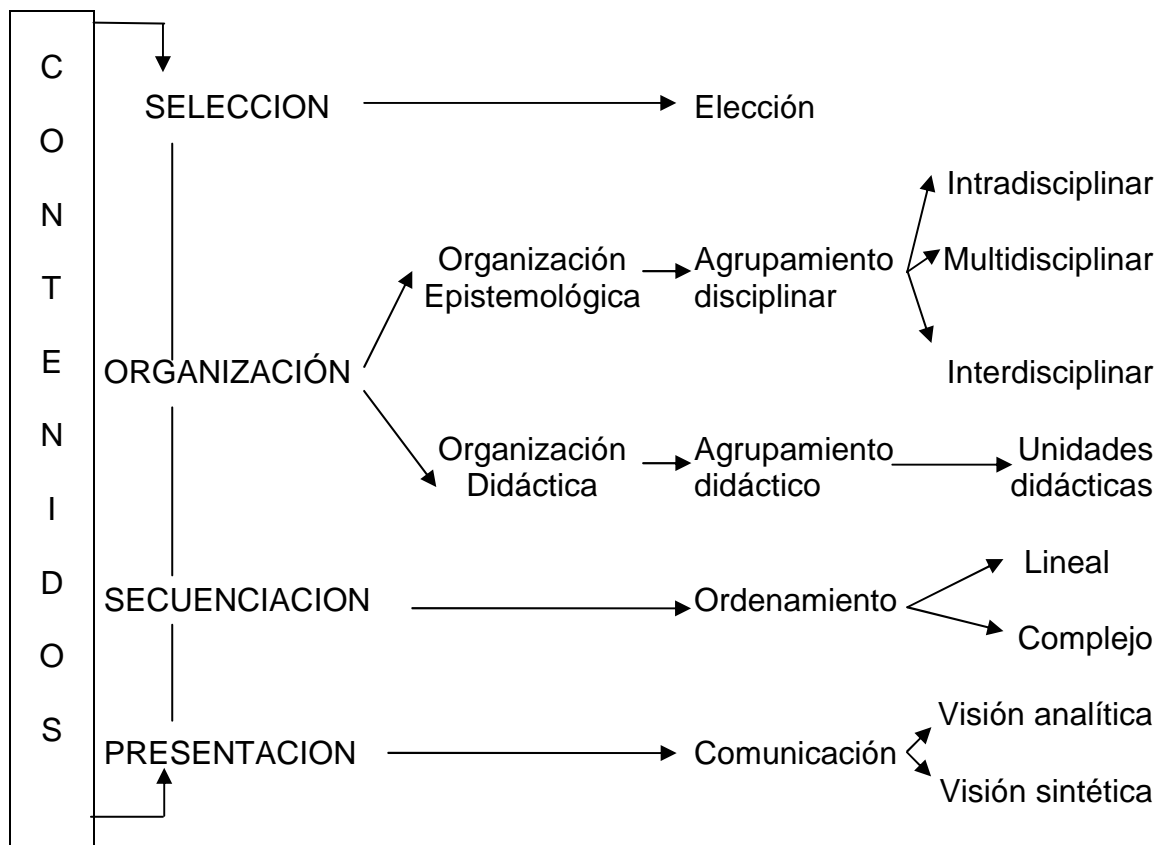 C
O
N
T
E
N
I
D
O
S
SELECCION
Elección
Organización
Epistemológica
Agrupamiento
disciplinar
Intradisciplinar
Multidisciplinar
Interdisciplinar
ORGANIZACIÓN
Organización
Didáctica
Agrupamiento
didáctico
Unidades
didácticas
SECUENCIACION
Ordenamiento
Lineal
Complejo
PRESENTACION
Comunicación
Visión analítica
Visión sintética